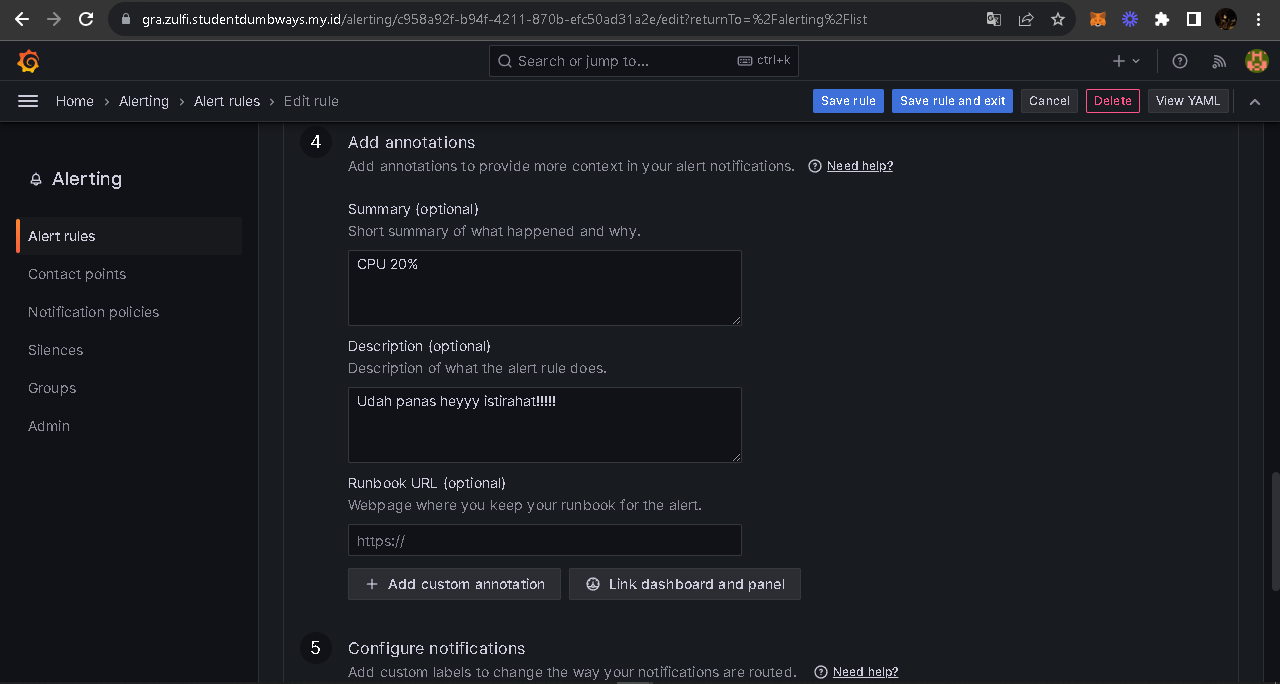 gra.zulfi.studentdumbways.my.id/alerting/c958a92f-b94f-4211-870b-efc50ad31a2e/edit?returnTo=%2Falerting%2Flist
Search or jump to... ctrl+k
Home > Alerting > Alert rules > Edit rule
Save rule Save rule and exit Cancel Delete View YAML
Alerting
Alert rules
Contact points
Notification policies
Silences
Groups
Admin
4 Add annotations
Add annotations to provide more context in your alert notifications. Need help?
Summary (optional)
Short summary of what happened and why.
CPU 20%
Description (optional)
Description of what the alert rule does.
Udah panas heyyy istirahat!!!!!
Runbook URL (optional)
Webpage where you keep your runbook for the alert.
https://
+ Add custom annotation Link dashboard and panel
5 Configure notifications
Add custom labels to change the way your notifications are routed. Need help?